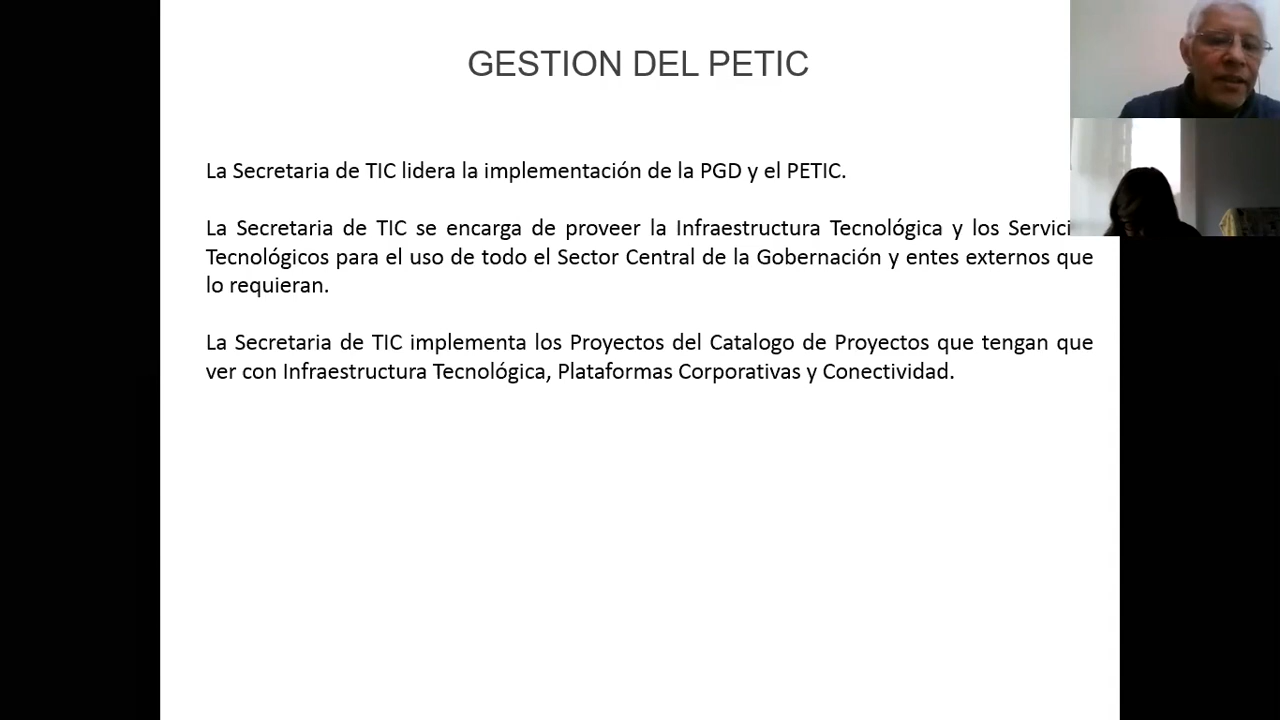 GESTION DEL PETIC
La Secretaria de TIC lidera la implementación de la PGD y el PETIC.
La Secretaria de TIC se encarga de proveer la Infraestructura Tecnológica y los Servici
Tecnológicos para el uso de todo el Sector Central de la Gobernación y entes externos que
lo requieran.
La Secretaria de TIC implementa los Proyectos del Catalogo de Proyectos que tengan que
ver con Infraestructura Tecnológica, Plataformas Corporativas y Conectividad.